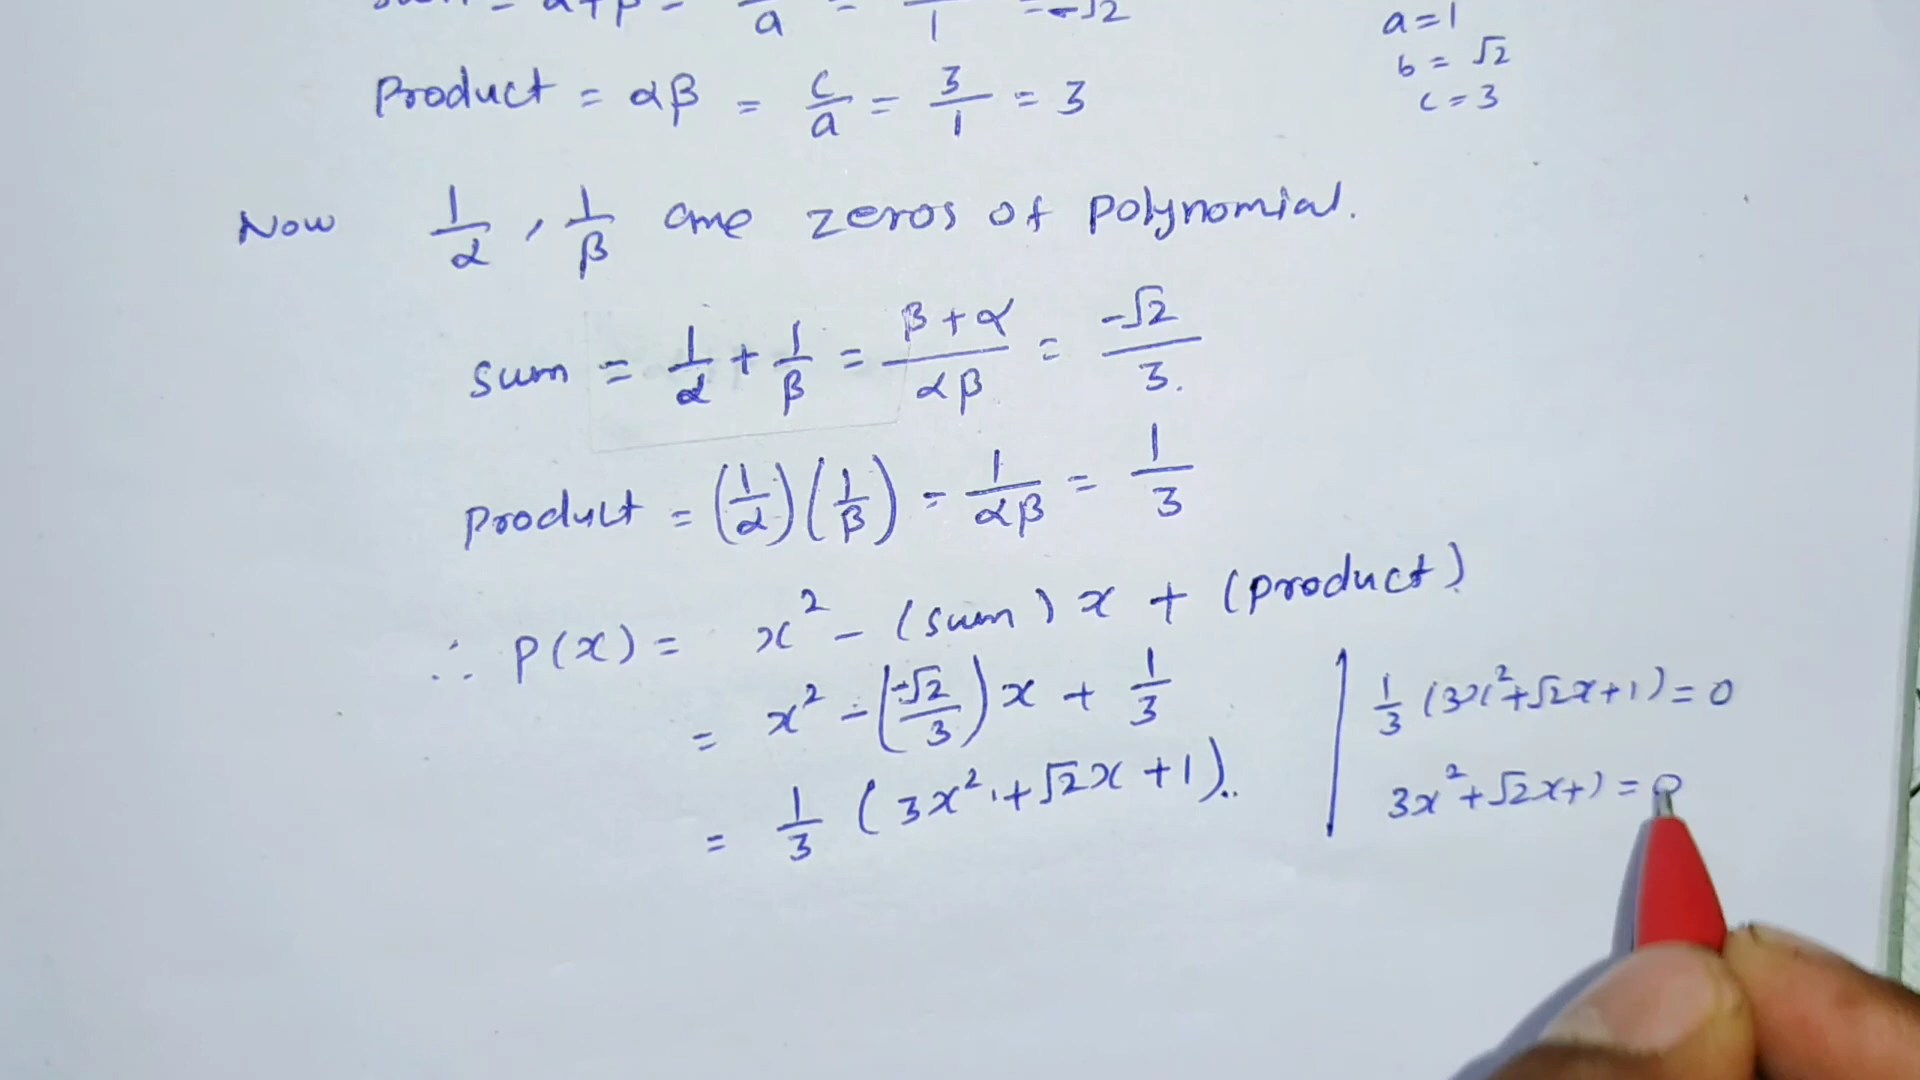 = α+β = /a = /1 = -√2
a=1
b = √2
Product = αβ = c/a = 3/1 = 3
c=3
Now 1/α , 1/β are zeros of polynomial.
sum = 1/α + 1/β = β+α/αβ = -√2/3.
product = (1/α)(1/β) = 1/αβ = 1/3
∴ P(x) = x² - (sum) x + (product)
= x² - (-√2/3) x + 1/3
1/3 (3x²+√2x+1) = 0
= 1/3 (3x² + √2x + 1)..
3x²+√2x+1 = 0